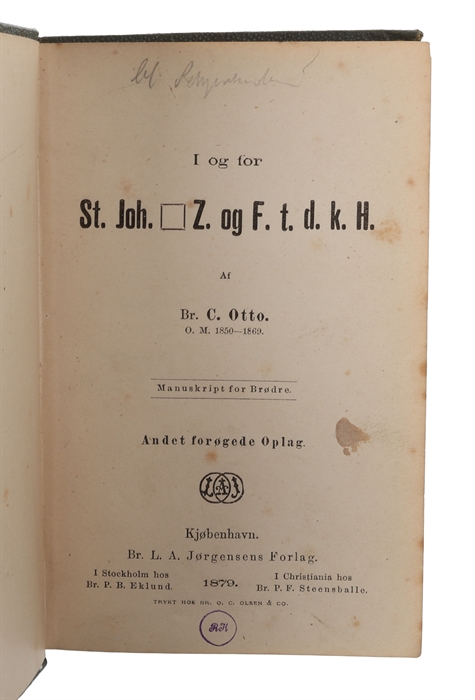 I og for
St. Joh. □ Z. og F. t. d. k. H.
Af
Br. C. Otto.
O. M. 1850—1869.
Manuskript for Brødre.
Andet forøgede Oplag.
Kjøbenhavn.
Br. L. A. Jørgensens Forlag.
I Stockholm hos
Br. P. B. Eklund.
1879.
I Christiania hos
Br. P. F. Steensballe.
TRYKT HOS BR. O. C. OLSEN & CO.